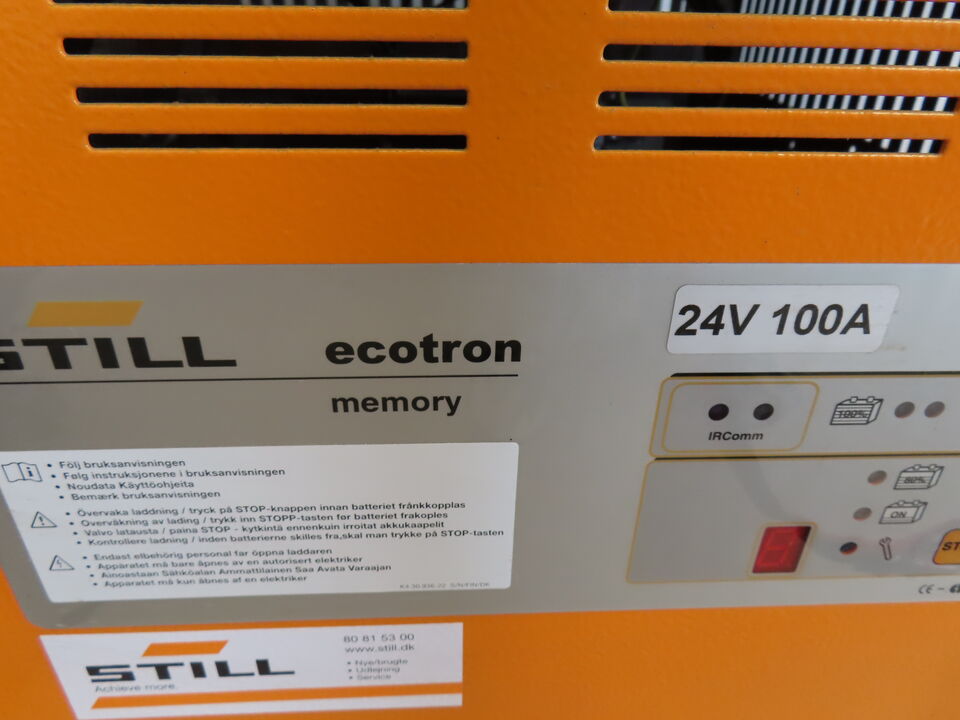 STILL
ecotron
memory
24V 100A
IRComm
100%
80%
ON
• Följ bruksanvisningen
• Følg instruksjonene i bruksanvisningen
• Noudata Käyttöohjeita
• Bemærk bruksanvisningen
• Övervaka laddning / tryck på STOP-knappen innan batteriet frånkkopplas
• Overvåkning av lading / trykk inn STOPP-tasten før batteriet frakoples
• Valvo latausta / paina STOP - kytkintä ennenkuin irroitat akkukaapelit
• Kontrollere ladning / inden batterierne skilles fra,skal man trykke på STOP-tasten
• Endast elbehörig personal får öppna laddaren
• Apparatet må bare åpnes av en autorisert elektriker
• Ainoastaan Sähköalan Ammattilainen Saa Avata Varaajan
• Apparatet må kun åbnes af en elektriker
CE
STILL
Achieve more.
80 81 53 00
www.still.dk
• Nye/brugte
• Udlejning
• Service